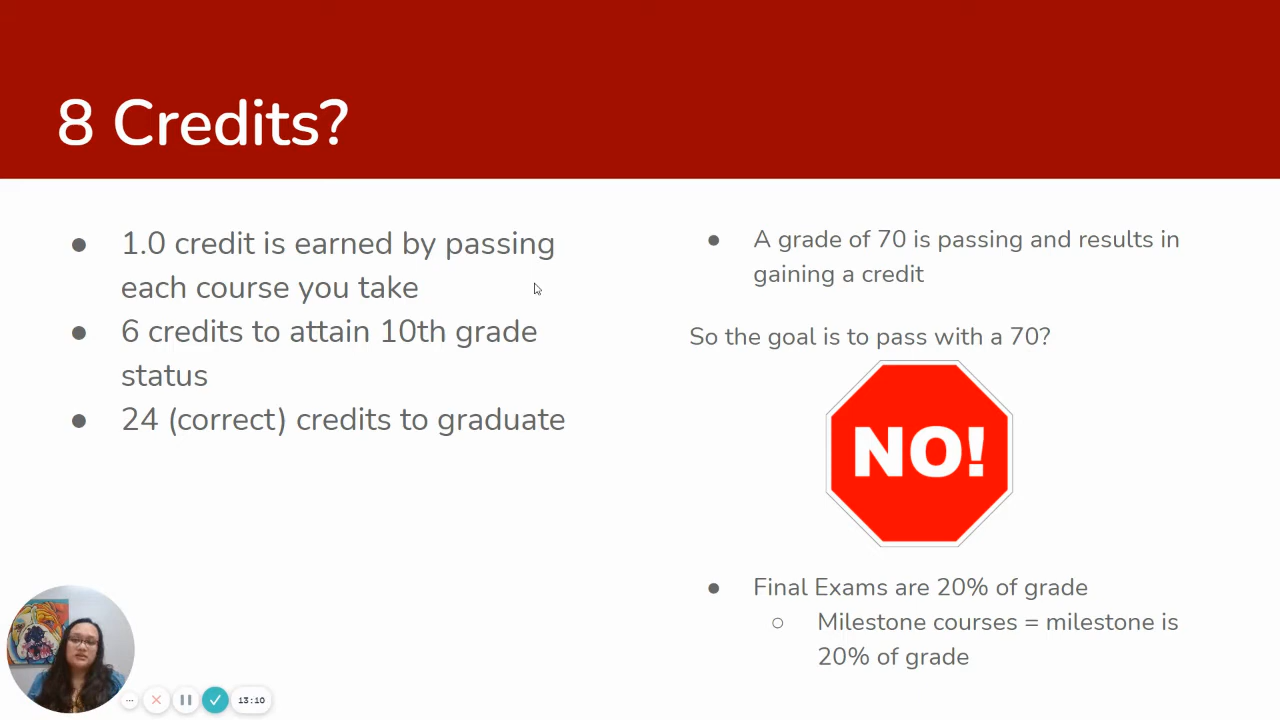 8 Credits?
● 1.0 credit is earned by passing
each course you take
● 6 credits to attain 10th grade
status
● 24 (correct) credits to graduate
● A grade of 70 is passing and results in
gaining a credit
So the goal is to pass with a 70?
NO!
● Final Exams are 20% of grade
○ Milestone courses = milestone is
20% of grade
13:10